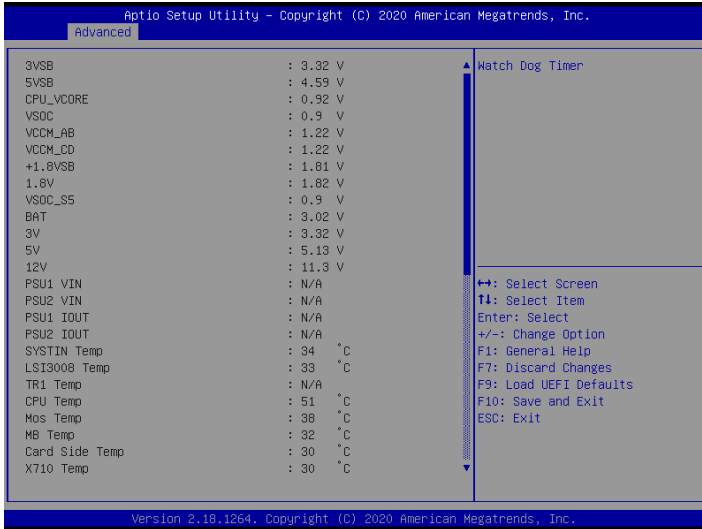 Aptio Setup Utility – Copyright (C) 2020 American Megatrends, Inc.
Advanced
3VSB : 3.32 V
5VSB : 4.59 V
CPU_VCORE : 0.92 V
VSOC : 0.9 V
VCCM_AB : 1.22 V
VCCM_CD : 1.22 V
+1.8VSB : 1.81 V
1.8V : 1.82 V
VSOC_S5 : 0.9 V
BAT : 3.02 V
3V : 3.32 V
5V : 5.13 V
12V : 11.3 V
PSU1 VIN : N/A
PSU2 VIN : N/A
PSU1 IOUT : N/A
PSU2 IOUT : N/A
SYSTIN Temp : 34 °C
LSI3008 Temp : 33 °C
TR1 Temp : N/A
CPU Temp : 51 °C
Mos Temp : 38 °C
MB Temp : 32 °C
Card Side Temp : 30 °C
X710 Temp : 30 °C
Watch Dog Timer
↔: Select Screen
↑↓: Select Item
Enter: Select
+/-: Change Option
F1: General Help
F7: Discard Changes
F9: Load UEFI Defaults
F10: Save and Exit
ESC: Exit
Version 2.18.1264. Copyright (C) 2020 American Megatrends, Inc.